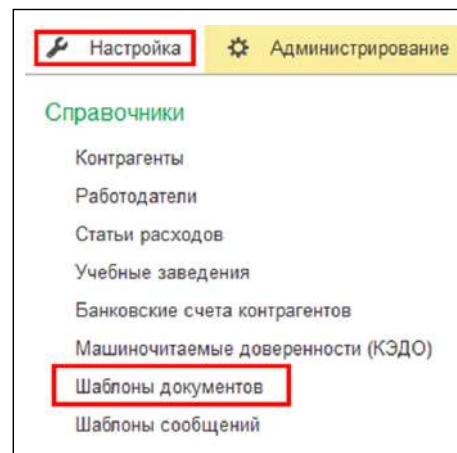 Настройка Администрирование
Справочники
Контрагенты
Работодатели
Статьи расходов
Учебные заведения
Банковские счета контрагентов
Машиночитаемые доверенности (КЭДО)
Шаблоны документов
Шаблоны сообщений